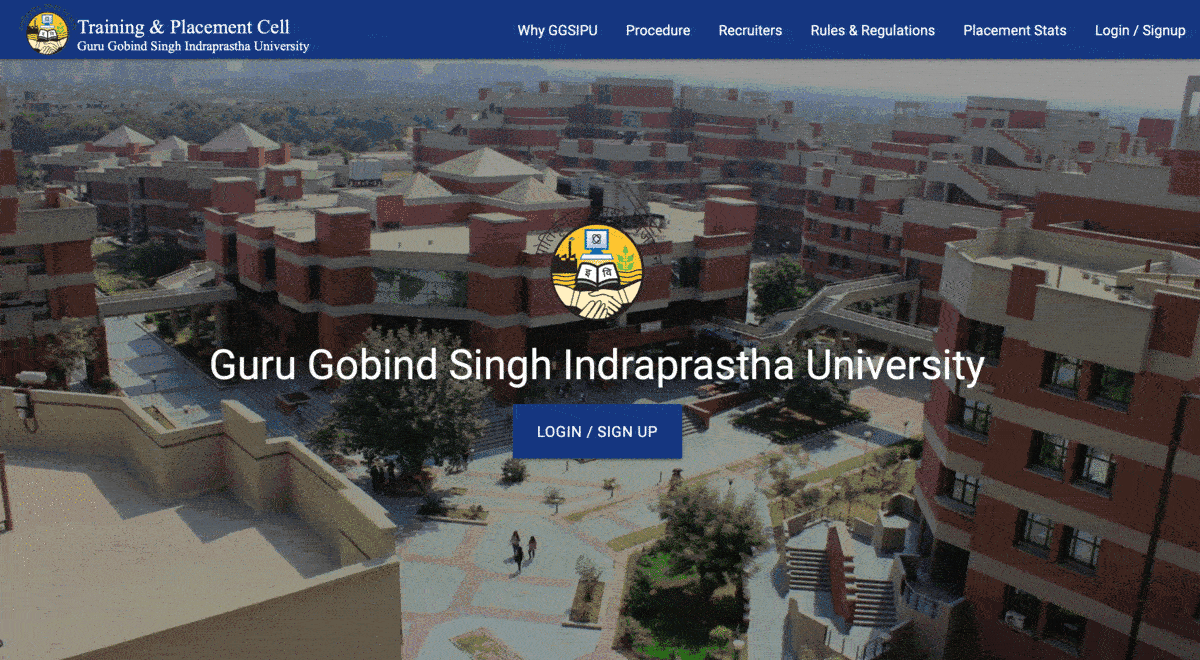 Training & Placement Cell
Guru Gobind Singh Indraprastha University
Why GGSIPU
Procedure
Recruiters
Rules & Regulations
Placement Stats
Login / Signup
इ वि
Guru Gobind Singh Indraprastha University
LOGIN / SIGN UP